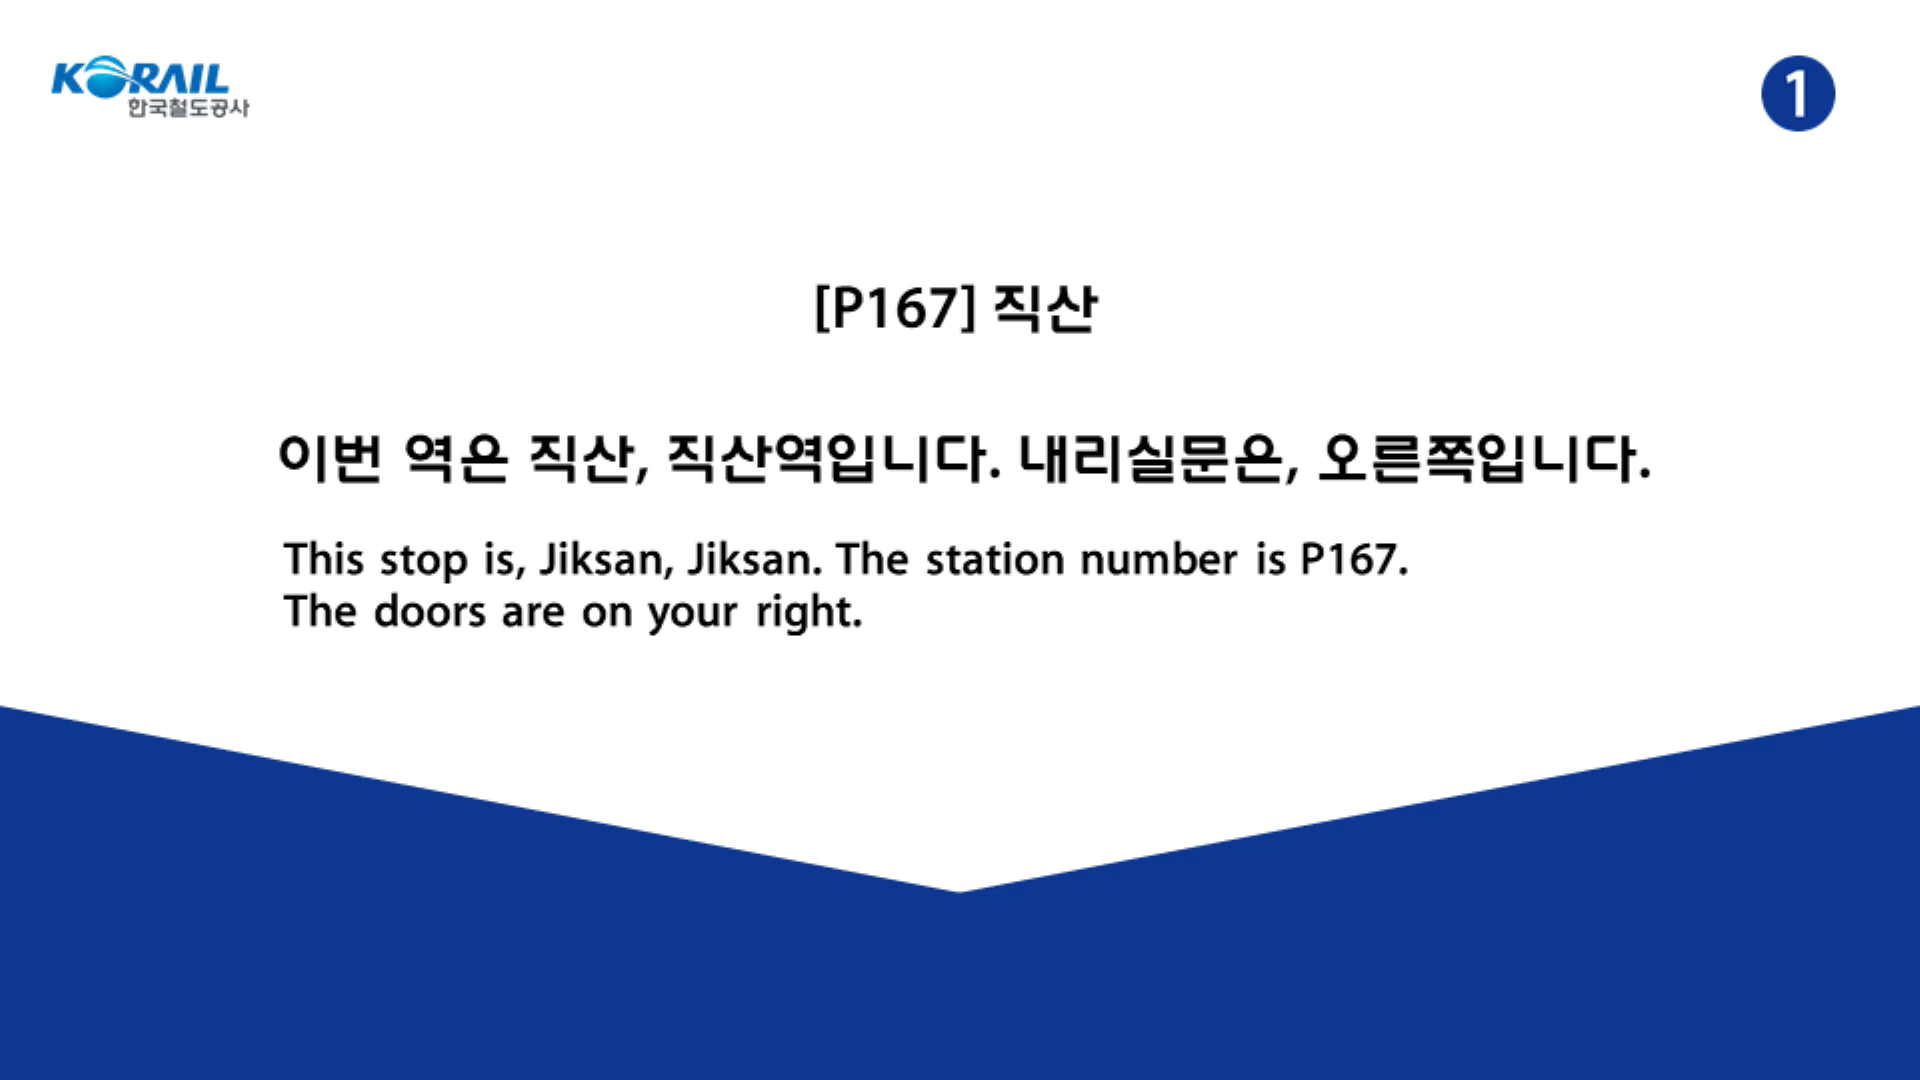 KORAIL
한국철도공사
1
[P167] 직산
이번 역은 직산, 직산역입니다. 내리실문은, 오른쪽입니다.
This stop is, Jiksan, Jiksan. The station number is P167.
The doors are on your right.